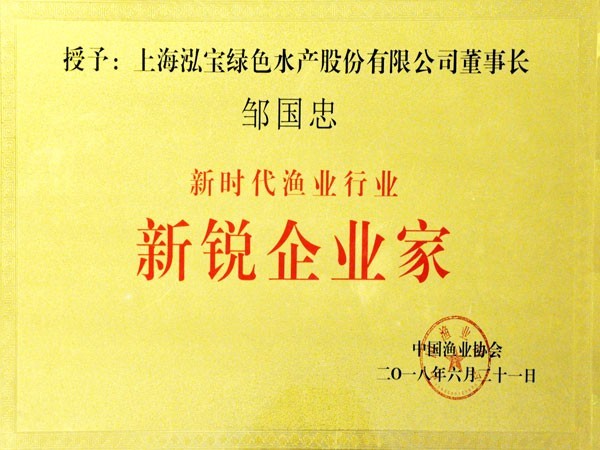 授予：上海泓宝绿色水产股份有限公司董事长
邹国忠
新时代渔业行业
新锐企业家
中国渔业协会
二〇一八年六月二十一日